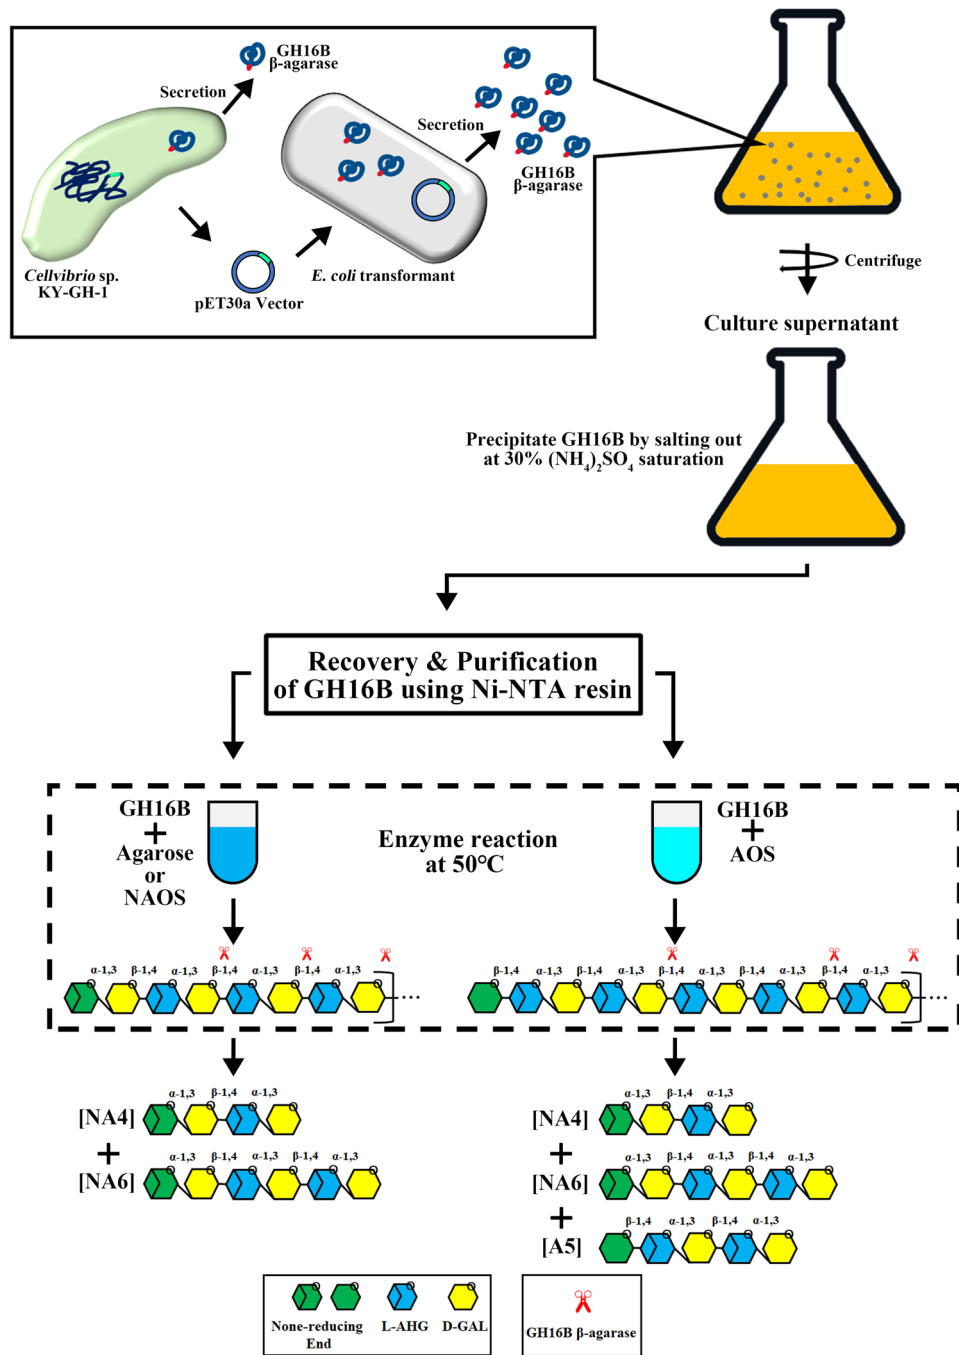 GH16B
β-agarase
Secretion
Secretion
GH16B
β-agarase
Cellvibrio sp.
KY-GH-1
E. coli transformant
pET30a Vector
Centrifuge
Culture supernatant
Precipitate GH16B by salting out
at 30% (NH4)2SO4 saturation
Recovery & Purification
of GH16B using Ni-NTA resin
GH16B
+
Agarose
or
NAOS
Enzyme reaction
at 50℃
GH16B
+
AOS
α-1,3 β-1,4 α-1,3 β-1,4 α-1,3 β-1,4 α-1,3
β-1,4 α-1,3 β-1,4 α-1,3 β-1,4 α-1,3 β-1,4 α-1,3 β-1,4 α-1,3
α-1,3 β-1,4 α-1,3
[NA4]
+
α-1,3 β-1,4 α-1,3 β-1,4 α-1,3
[NA6]
α-1,3 β-1,4 α-1,3
[NA4]
+
α-1,3 β-1,4 α-1,3 β-1,4 α-1,3
[NA6]
+
β-1,4 α-1,3 β-1,4 α-1,3
[A5]
None-reducing
End
L-AHG
D-GAL
GH16B β-agarase